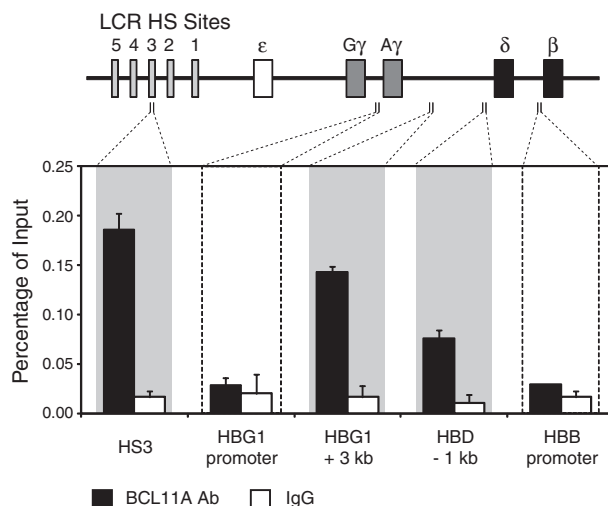 LCR HS Sites
5 4 3 2 1 ε Gγ Aγ δ β
Percentage of Input
0.25
0.20
0.15
0.10
0.05
0.00
HS3
HBG1
promoter
HBG1
+ 3 kb
HBD
- 1 kb
HBB
promoter
BCL11A Ab IgG